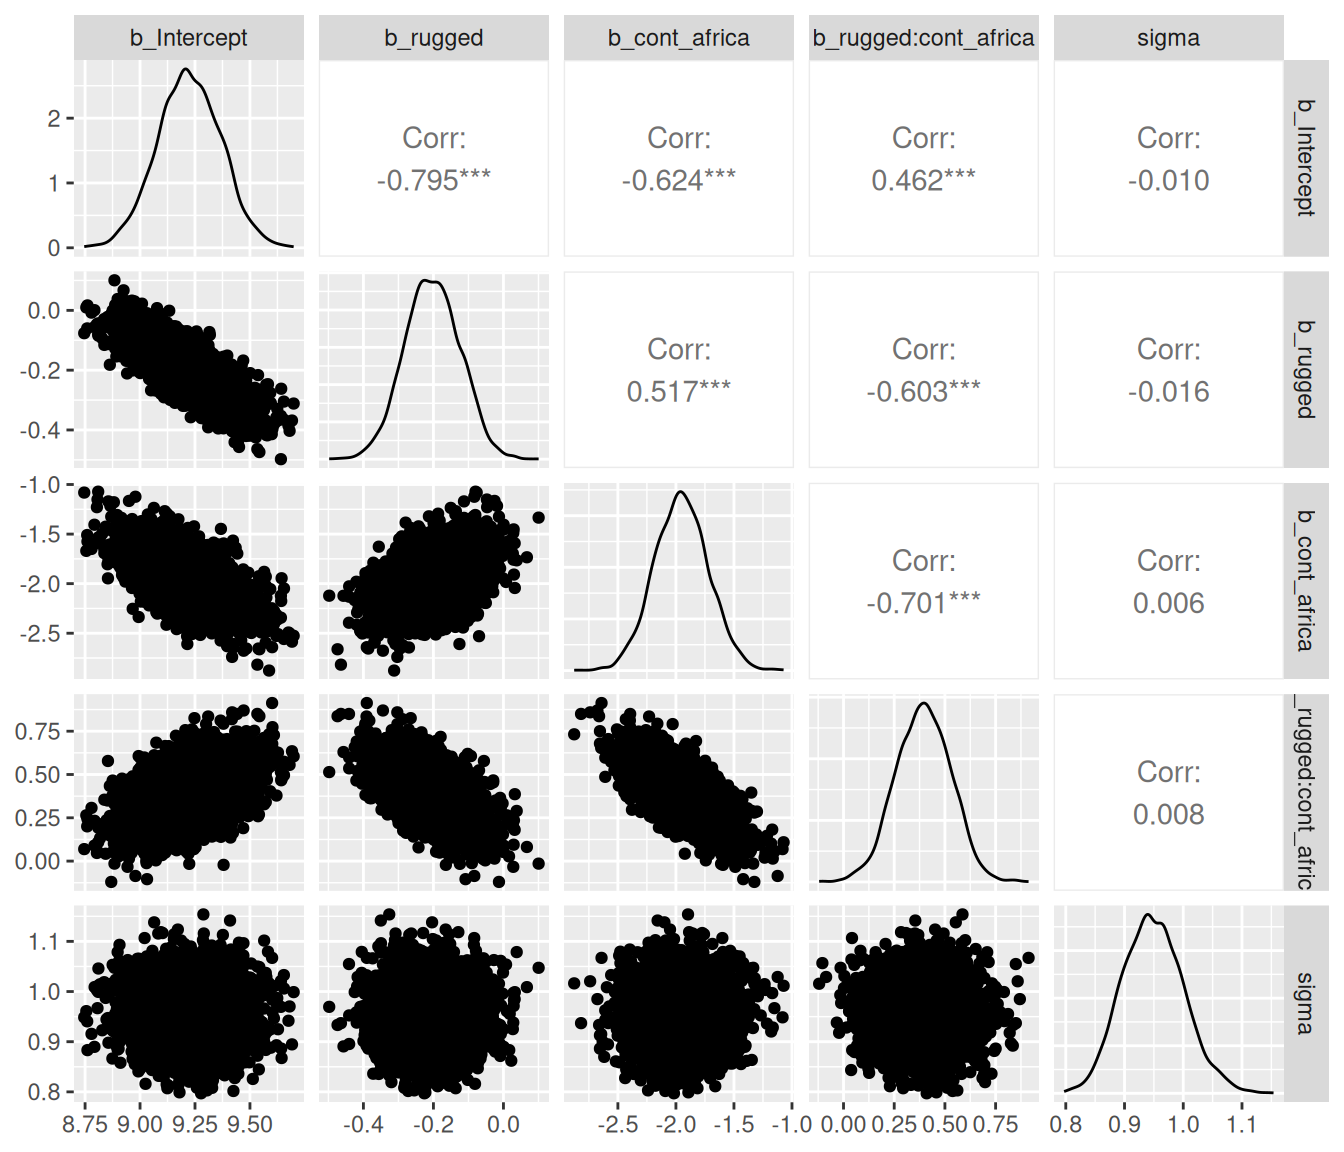 b_Intercept b_rugged b_cont_africa b_rugged:cont_africa sigma
2
1
0
Corr:
-0.795***
Corr:
-0.624***
Corr:
0.462***
Corr:
-0.010
b_Intercept
0.0
-0.2
-0.4
Corr:
0.517***
Corr:
-0.603***
Corr:
-0.016
b_rugged
-1.0
-1.5
-2.0
-2.5
Corr:
-0.701***
Corr:
0.006
b_cont_africa
0.75
0.50
0.25
0.00
Corr:
0.008
_rugged:cont_afric
1.1
1.0
0.9
0.8
sigma
8.75 9.00 9.25 9.50
-0.4 -0.2 0.0
-2.5 -2.0 -1.5 -1.0
0.00 0.25 0.50 0.75
0.8 0.9 1.0 1.1